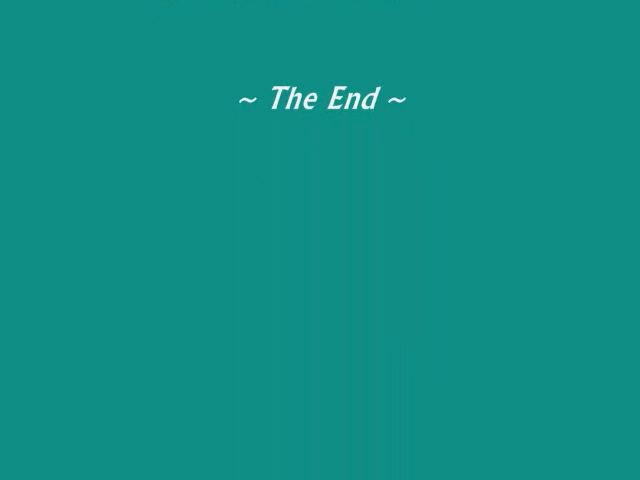 ~ The End ~